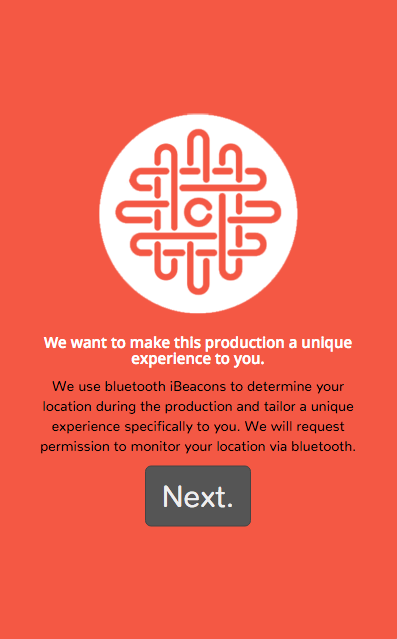 C
We want to make this production a unique
experience to you.
We use bluetooth iBeacons to determine your
location during the production and tailor a unique
experience specifically to you. We will request
permission to monitor your location via bluetooth.
Next.